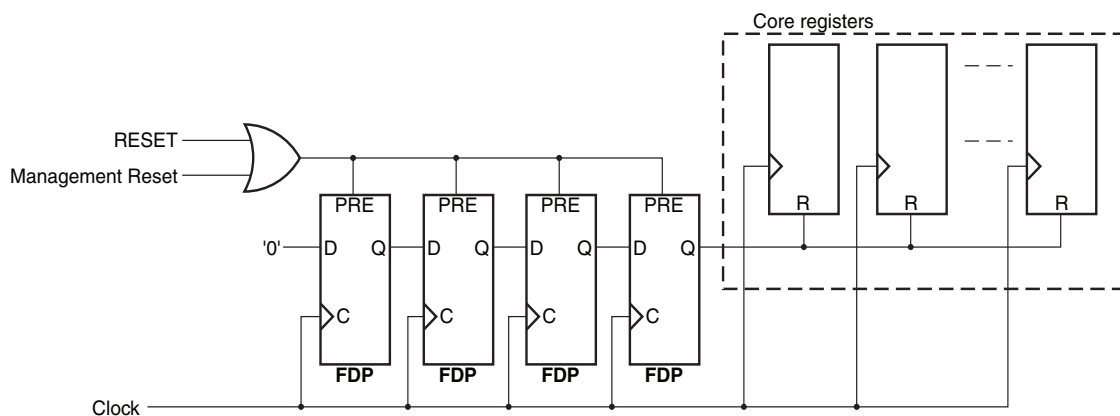 Core registers
RESET
Management Reset
PRE PRE PRE PRE
R R R
'0' D Q D Q D Q D Q
C C C C
FDP FDP FDP FDP
Clock